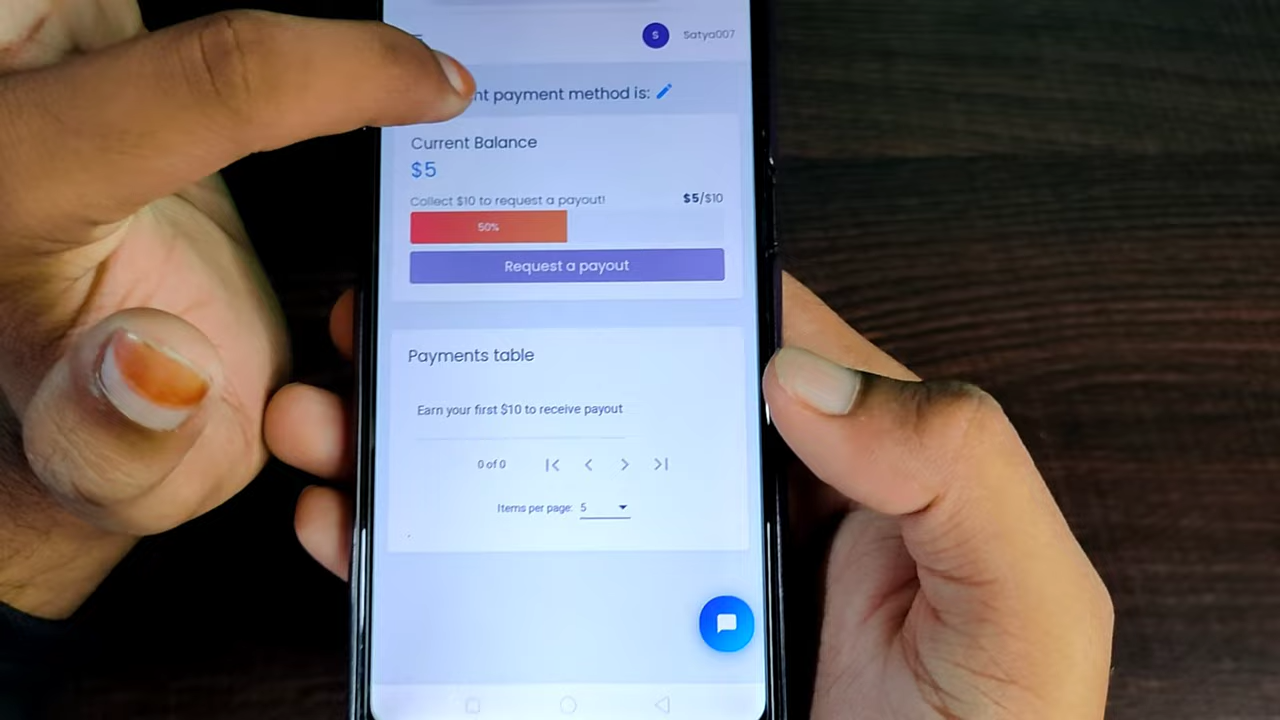 S Satya007
payment method is:
Current Balance
$5
Collect $10 to request a payout! $5/$10
50%
Request a payout
Payments table
Earn your first $10 to receive payout
0 of 0
Items per page: 5